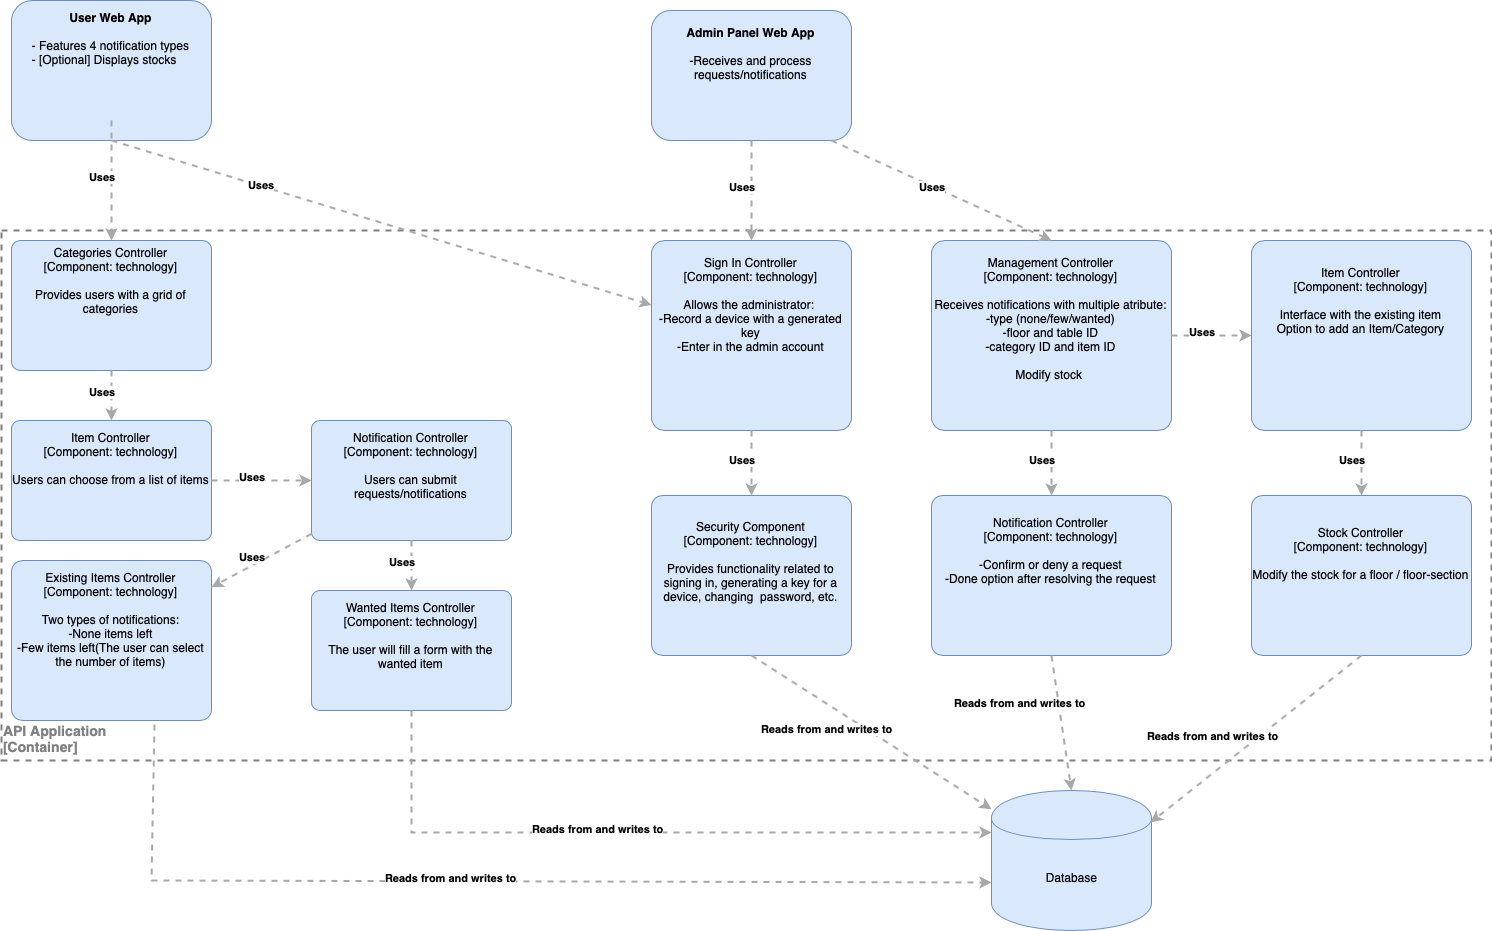 User Web App
- Features 4 notification types
- [Optional] Displays stocks
Admin Panel Web App
-Receives and process
requests/notifications
Uses
Uses
Uses
Uses
Categories Controller
[Component: technology]
Provides users with a grid of
categories
Sign In Controller
[Component: technology]
Allows the administrator:
-Record a device with a generated
key
-Enter in the admin account
Management Controller
[Component: technology]
Receives notifications with multiple atribute:
-type (none/few/wanted)
-floor and table ID
-category ID and item ID
Modify stock
Uses
Item Controller
[Component: technology]
Interface with the existing item
Option to add an Item/Category
Uses
Item Controller
[Component: technology]
Users can choose from a list of items
Uses
Notification Controller
[Component: technology]
Users can submit
requests/notifications
Uses
Uses
Uses
Uses
Uses
Existing Items Controller
[Component: technology]
Two types of notifications:
-None items left
-Few items left(The user can select
the number of items)
Wanted Items Controller
[Component: technology]
The user will fill a form with the
wanted item
Security Component
[Component: technology]
Provides functionality related to
signing in, generating a key for a
device, changing  password, etc.
Notification Controller
[Component: technology]
-Confirm or deny a request
-Done option after resolving the request
Stock Controller
[Component: technology]
Modify the stock for a floor / floor-section
API Application
[Container]
Reads from and writes to
Reads from and writes to
Reads from and writes to
Reads from and writes to
Reads from and writes to
Database